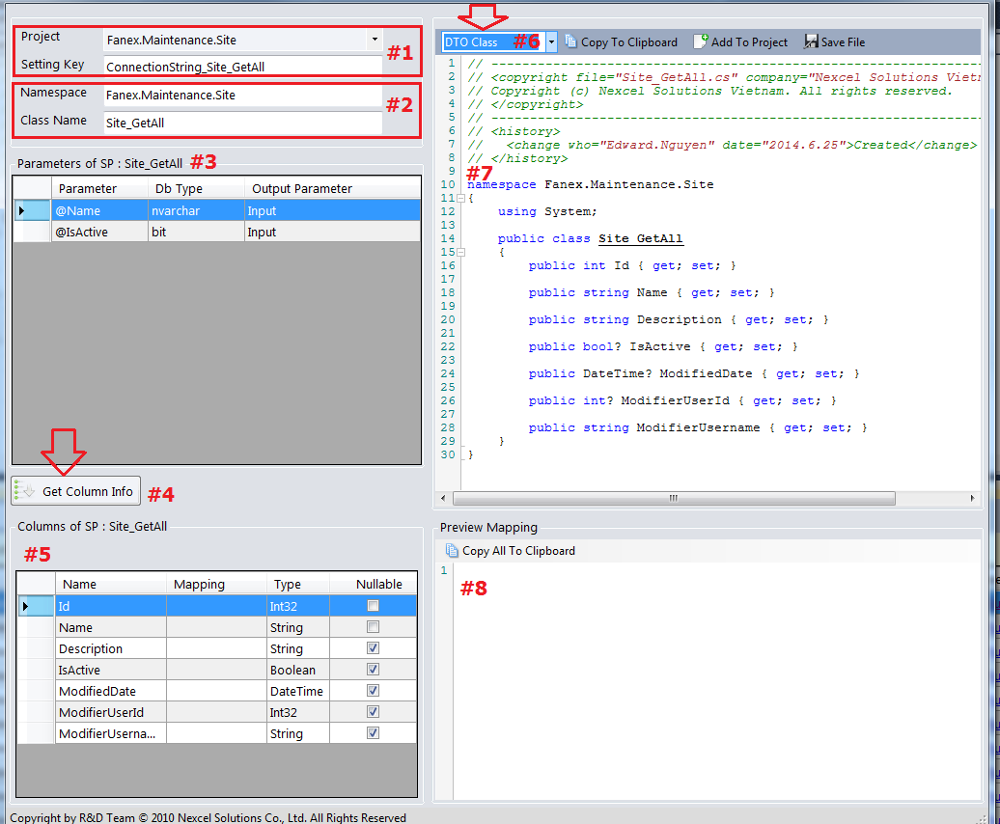 Project Fanex.Maintenance.Site #1
Setting Key ConnectionString_Site_GetAll
Namespace Fanex.Maintenance.Site #2
Class Name Site_GetAll
Parameters of SP : Site_GetAll #3
Parameter Db Type Output Parameter
@Name nvarchar Input
@IsActive bit Input
Get Column Info #4
Columns of SP : Site_GetAll
#5
Name Mapping Type Nullable
Id Int32
Name String
Description String
IsActive Boolean
ModifiedDate DateTime
ModifierUserId Int32
ModifierUserna... String
DTO Class #6 Copy To Clipboard Add To Project Save File
1 // ----------------------------------------------------------------
2 // <copyright file="Site_GetAll.cs" company="Nexcel Solutions Vietn
3 // Copyright (c) Nexcel Solutions Vietnam. All rights reserved.
4 // </copyright>
5 // ----------------------------------------------------------------
6 // <history>
7 //   <change who="Edward.Nguyen" date="2014.6.25">Created</change>
8 // </history>
9 #7
10 namespace Fanex.Maintenance.Site
11 {
12     using System;
13
14     public class Site_GetAll
15     {
16         public int Id { get; set; }
17
18         public string Name { get; set; }
19
20         public string Description { get; set; }
21
22         public bool? IsActive { get; set; }
23
24         public DateTime? ModifiedDate { get; set; }
25
26         public int? ModifierUserId { get; set; }
27
28         public string ModifierUsername { get; set; }
29     }
30 }
Preview Mapping
Copy All To Clipboard
1
#8
Copyright by R&D Team © 2010 Nexcel Solutions Co., Ltd. All Rights Reserved